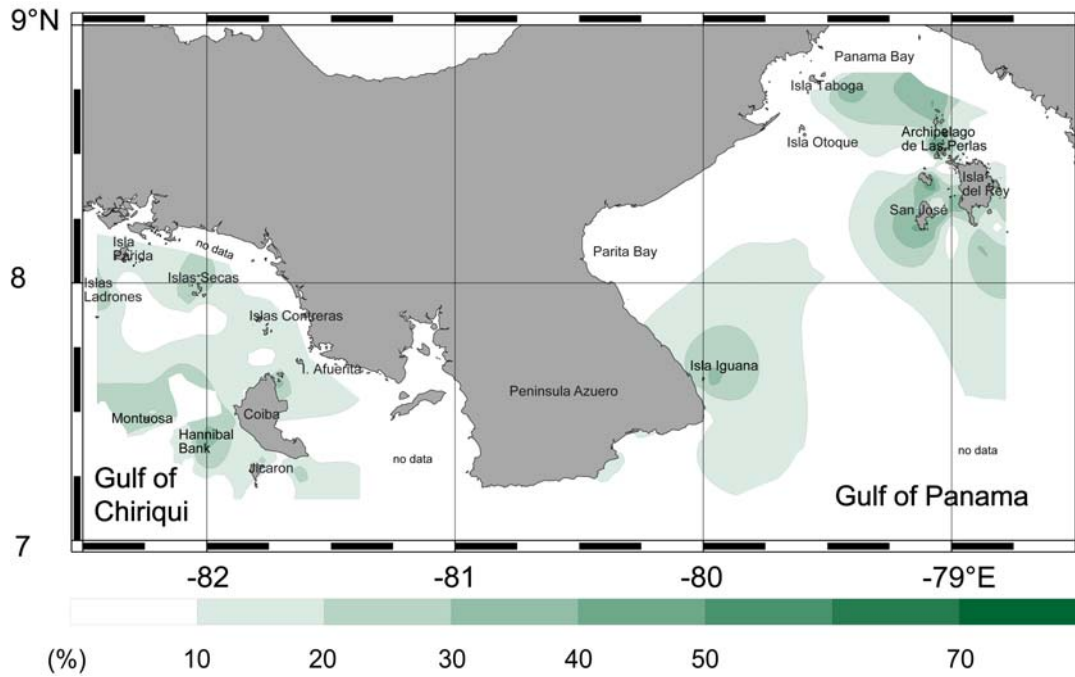 9°N
Panama Bay
Isla Taboga
Isla Otoque
Archipelago
de Las Perlas
Isla
del Rey
San José
Isla
Parida
no data
Parita Bay
8
Islas Secas
Islas
Ladrones
Islas Contreras
I. Afuerita
Isla Iguana
Peninsula Azuero
Montuosa
Coiba
Hannibal
Bank
Jicaron
no data
no data
Gulf of
Chiriqui
Gulf of Panama
7
-82 -81 -80 -79°E
(%) 10 20 30 40 50 70